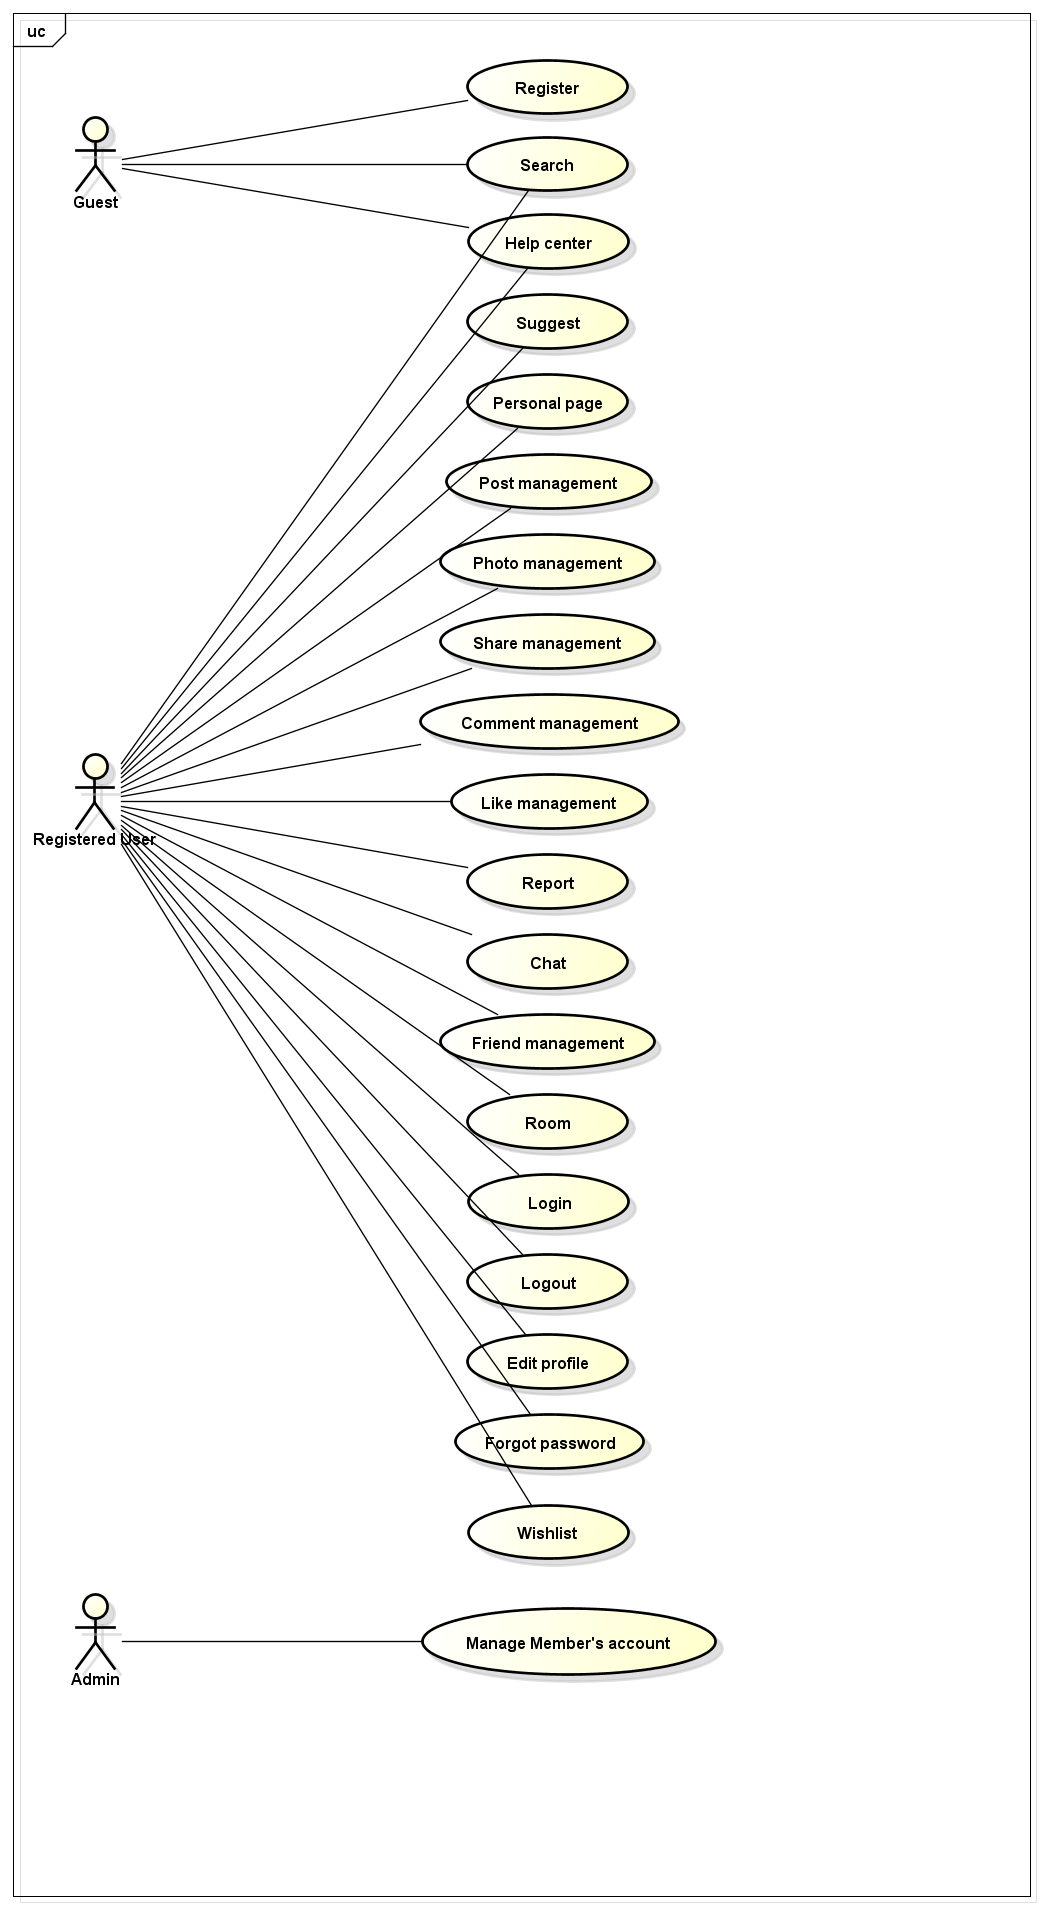 uc
Register
Search
Guest
Help center
Suggest
Personal page
Post management
Photo management
Share management
Comment management
Like management
Registered User
Report
Chat
Friend management
Room
Login
Logout
Edit profile
Forgot password
Wishlist
Manage Member's account
Admin